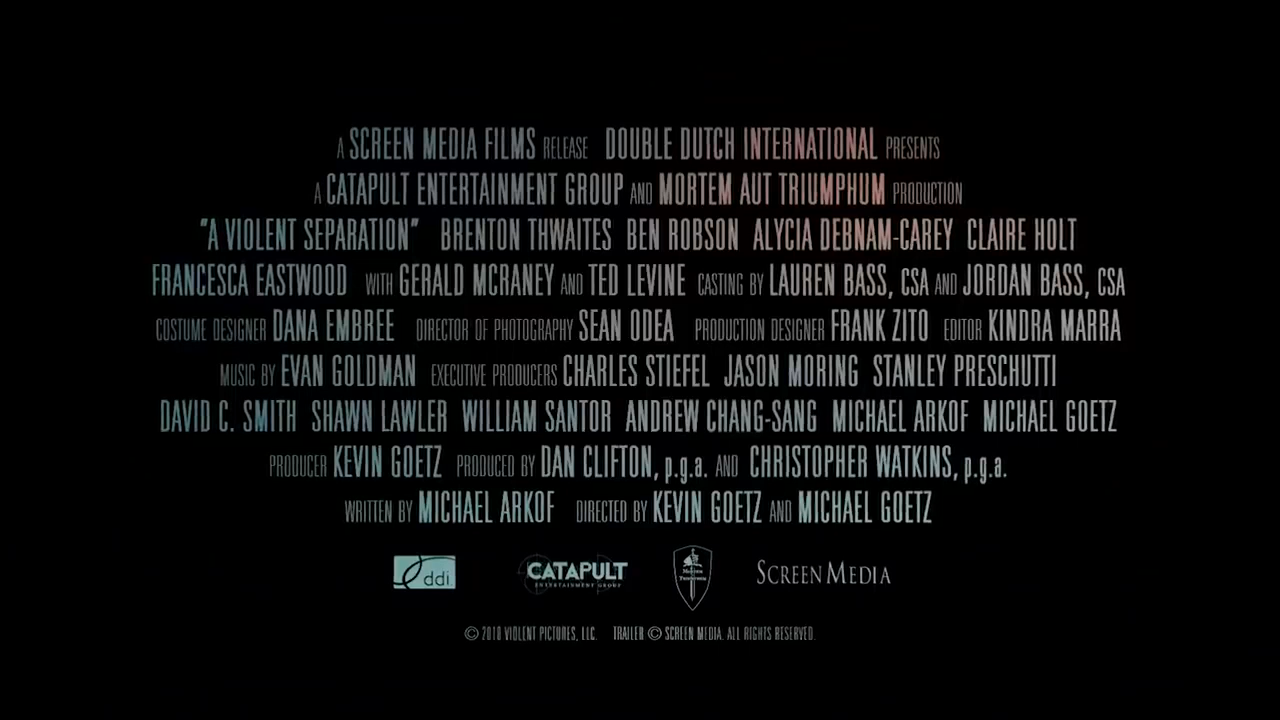 A SCREEN MEDIA FILMS RELEASE DOUBLE DUTCH INTERNATIONAL PRESENTS
A CATAPULT ENTERTAINMENT GROUP AND MORTEM AUT TRIUMPHUM PRODUCTION
"A VIOLENT SEPARATION" BRENTON THWAITES BEN ROBSON ALYCIA DEBNAM-CAREY CLAIRE HOLT
FRANCESCA EASTWOOD WITH GERALD MCRANEY AND TED LEVINE CASTING BY LAUREN BASS, CSA AND JORDAN BASS, CSA
COSTUME DESIGNER DANA EMBREE DIRECTOR OF PHOTOGRAPHY SEAN ODEA PRODUCTION DESIGNER FRANK ZITO EDITOR KINDRA MARRA
MUSIC BY EVAN GOLDMAN EXECUTIVE PRODUCERS CHARLES STIEFEL JASON MORING STANLEY PRESCHUTTI
DAVID C. SMITH SHAWN LAWLER WILLIAM SANTOR ANDREW CHANG-SANG MICHAEL ARKOF MICHAEL GOETZ
PRODUCER KEVIN GOETZ PRODUCED BY DAN CLIFTON, p.g.a. AND CHRISTOPHER WATKINS, p.g.a.
WRITTEN BY MICHAEL ARKOF DIRECTED BY KEVIN GOETZ AND MICHAEL GOETZ
ddi. CATAPULT ENTERTAINMENT GROUP SCREEN MEDIA
© 2018 VIOLENT PICTURES, LLC. TRAILER © SCREEN MEDIA. ALL RIGHTS RESERVED.